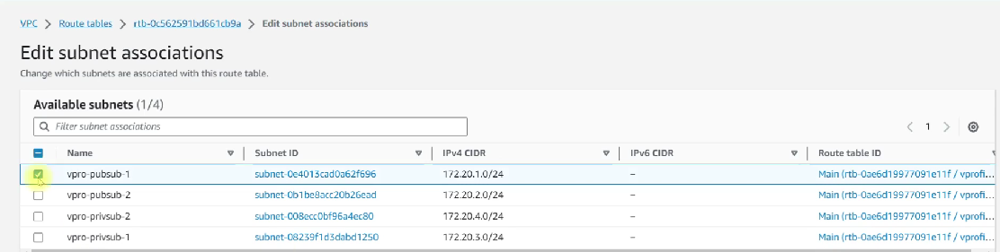 VPC > Route tables > rtb-0c562591bd661cb9a > Edit subnet associations
Edit subnet associations
Change which subnets are associated with this route table.
Available subnets (1/4)
Filter subnet associations
1
Name Subnet ID IPv4 CIDR IPv6 CIDR Route table ID
vpro-pubsub-1 subnet-0e4013cad0a62f696 172.20.1.0/24 – Main (rtb-0ae6d19977091e11f / vprofi...
vpro-pubsub-2 subnet-0b1be8acc20b26ead 172.20.2.0/24 – Main (rtb-0ae6d19977091e11f / vprofi...
vpro-privsub-2 subnet-008ecc0bf96a4ec80 172.20.4.0/24 – Main (rtb-0ae6d19977091e11f / vprofi...
vpro-privsub-1 subnet-08239f1d3dabd1250 172.20.3.0/24 – Main (rtb-0ae6d19977091e11f / vprofi...